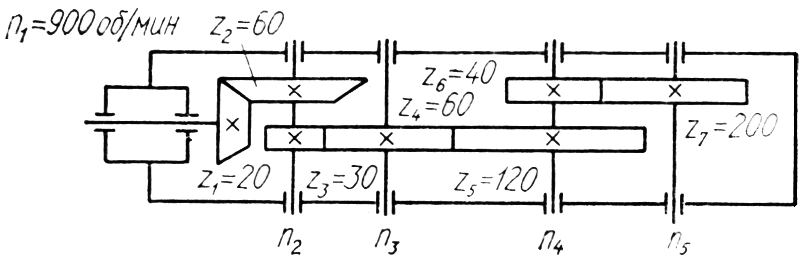 n₁=900 об/мин
z₂=60
z₆=40
z₄=60
z₇=200
z₁=20
z₃=30
z₅=120
n₂
n₃
n₄
n₅